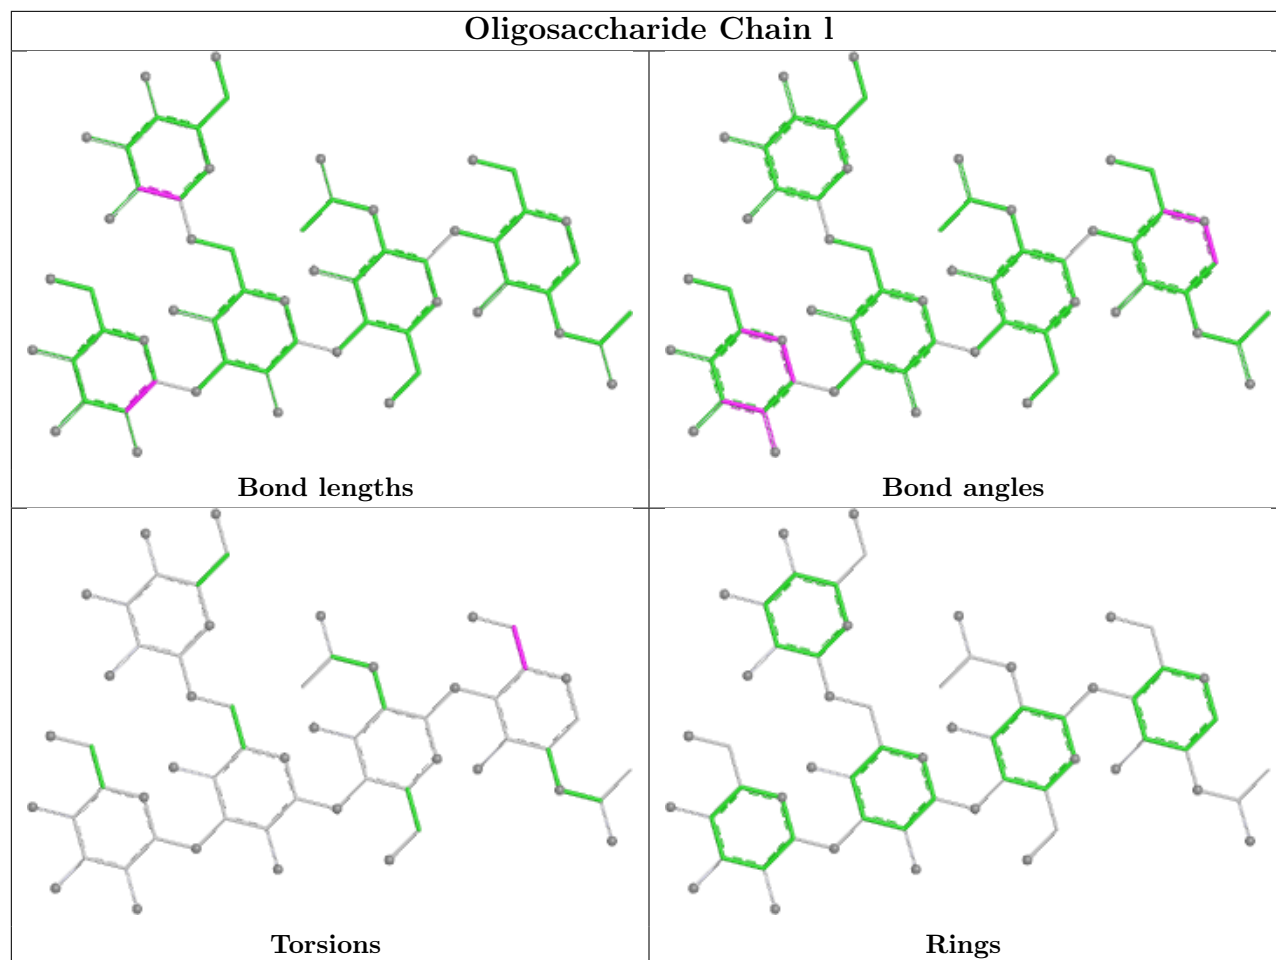 Oligosaccharide Chain l
Bond lengths
Bond angles
Torsions
Rings